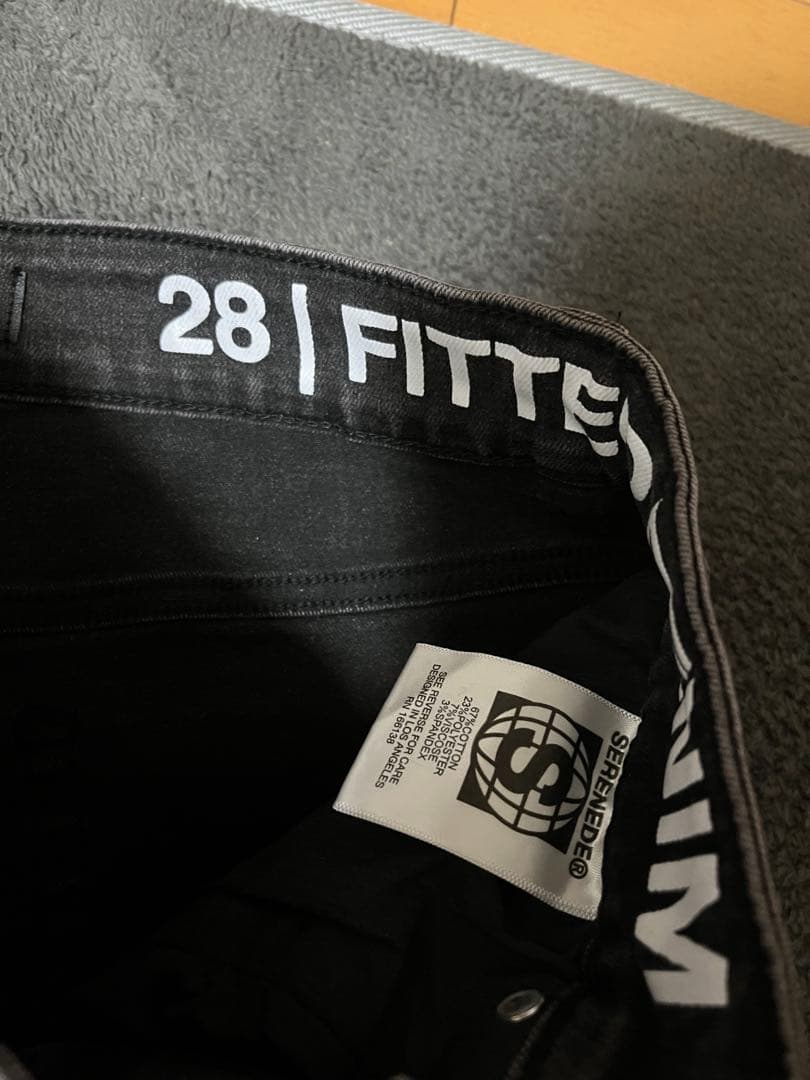 28 | FITTED DENIM
SERENEDE®
S
67% COTTON
23% POLYESTER
7% VISCOSE
3% SPANDEX
SEE REVERSE FOR CARE
DESIGNED IN LOS ANGELES
RN 166138